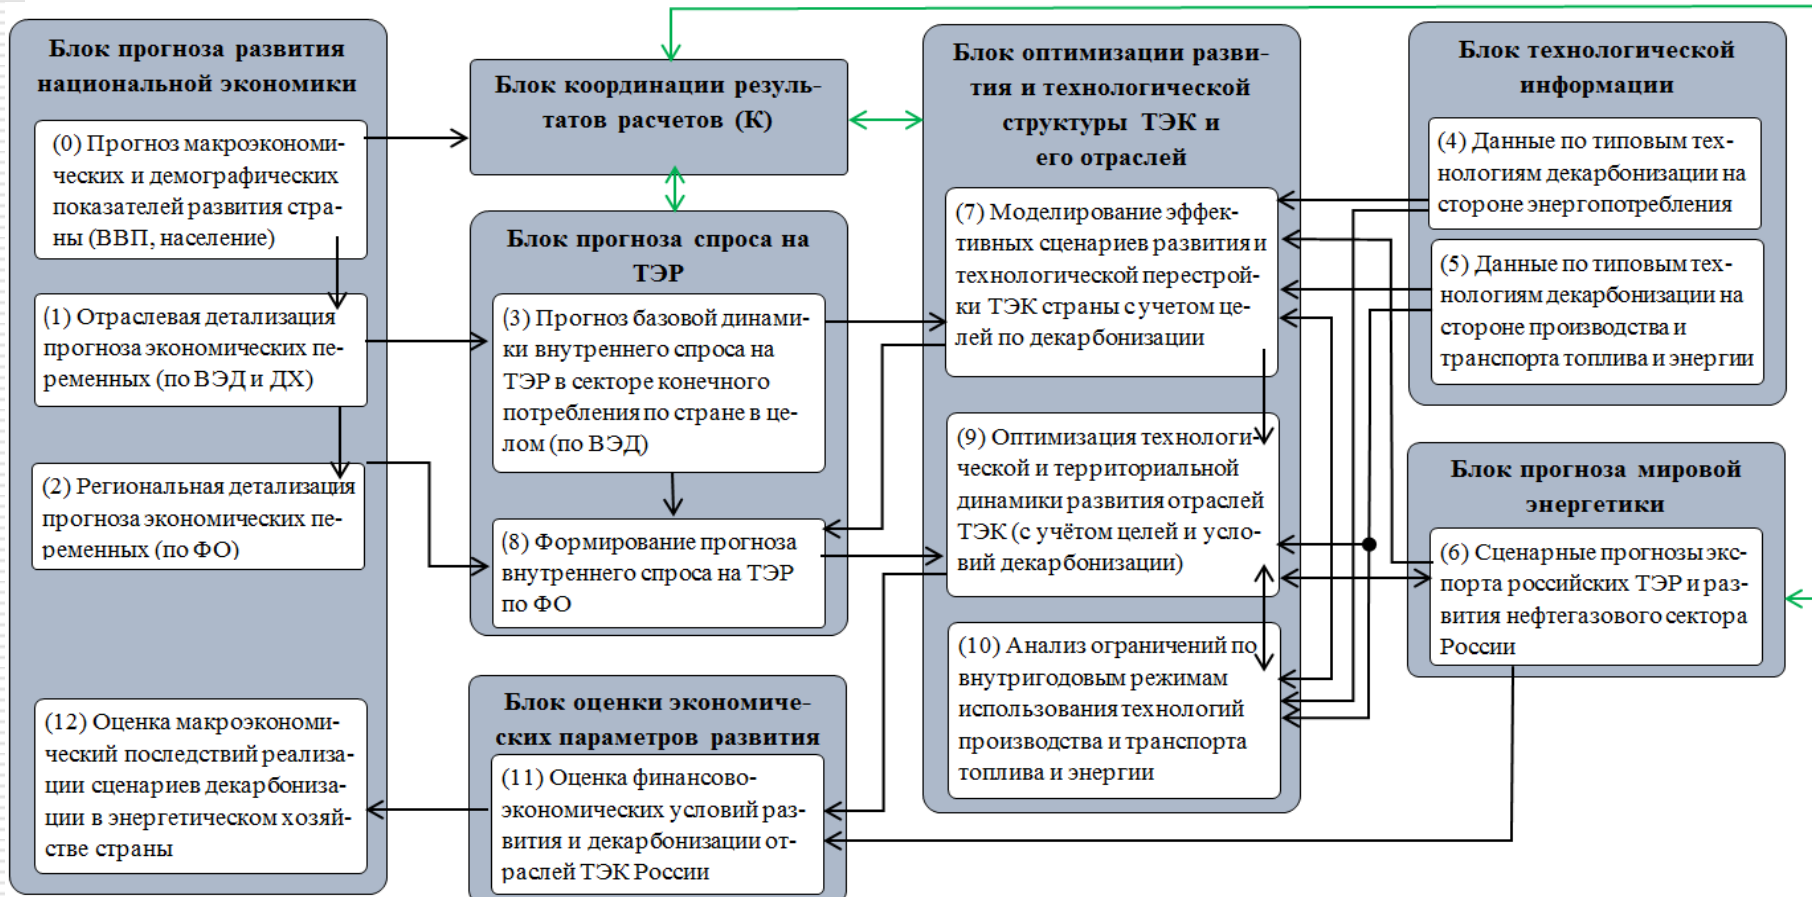 Блок прогноза развития
национальной экономики
(0) Прогноз макроэкономи-
ческих и демографических
показателей развития стра-
ны (ВВП, население)
(1) Отраслевая детализация
прогноза экономических пе-
ременных (по ВЭД и ДХ)
(2) Региональная детализация
прогноза экономических пе-
ременных (по ФО)
(12) Оценка макроэкономи-
ческий последствий реализа-
ции сценариев декарбониза-
ции в энергетическом хозяй-
стве страны
Блок координации резуль-
татов расчетов (К)
Блок прогноза спроса на
ТЭР
(3) Прогноз базовой динами-
ки внутреннего спроса на
ТЭР в секторе конечного
потребления по стране в це-
лом (по ВЭД)
(8) Формирование прогноза
внутреннего спроса на ТЭР
по ФО
Блок оценки экономиче-
ских параметров развития
(11) Оценка финансово-
экономических условий раз-
вития и декарбонизации от-
раслей ТЭК России
Блок оптимизации разви-
тия и технологической
структуры ТЭК и
его отраслей
(7) Моделирование эффек-
тивных сценариев развития и
технологической перестрой-
ки ТЭК страны с учетом це-
лей по декарбонизации
(9) Оптимизация технологи-
ческой и территориальной
динамики развития отраслей
ТЭК (с учётом целей и усло-
вий декарбонизации)
(10) Анализ ограничений по
внутригодовым режимам
использования технологий
производства и транспорта
топлива и энергии
Блок технологической
информации
(4) Данные по типовым тех-
нологиям декарбонизации на
стороне энергопотребления
(5) Данные по типовым тех-
нологиям декарбонизации на
стороне производства и
транспорта топлива и энергии
Блок прогноза мировой
энергетики
(6) Сценарные прогнозы экс-
порта российских ТЭР и раз-
вития нефтегазового сектора
России